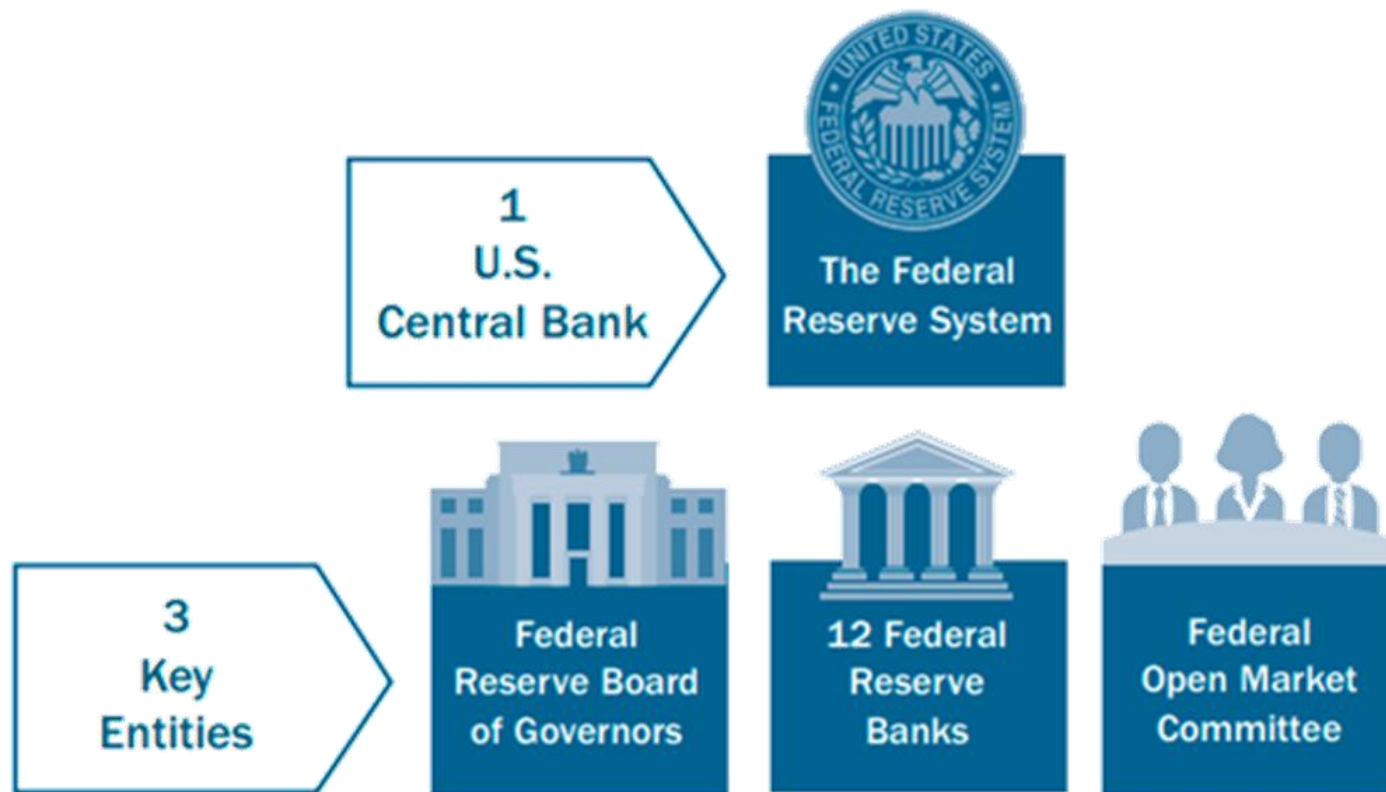 UNITED STATES
FEDERAL RESERVE SYSTEM
1
U.S.
Central Bank
The Federal
Reserve System
3
Key
Entities
Federal
Reserve Board
of Governors
12 Federal
Reserve
Banks
Federal
Open Market
Committee